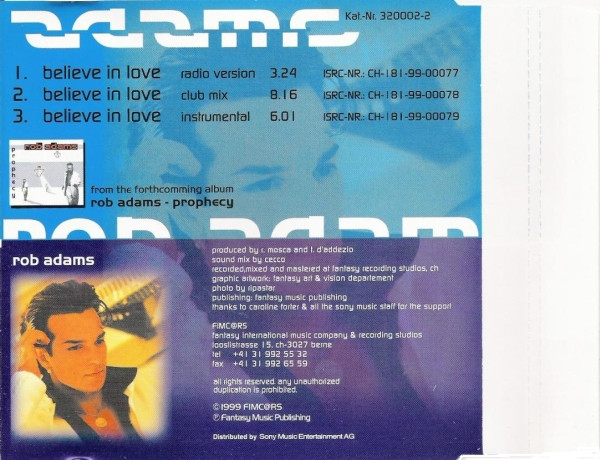 adams
Kat.-Nr. 320002-2
1. believe in love radio version 3.24 ISRC-NR.: CH-181-99-00077
2. believe in love club mix 8.16 ISRC-NR.: CH-181-99-00078
3. believe in love instrumental 6.01 ISRC-NR.: CH-181-99-00079
rob adams
prophecy
from the forthcomming album
rob adams - prophecy
rob adam
rob adams
produced by r. mosca and l. d'addezio
sound mix by cecco
recorded,mixed and mastered at fantasy recording studios, ch
graphic artwork: fantasy art & vision departement
photo by ripastar
publishing: fantasy music publishing
thanks to caroline forter & all the sony music staff for the support
FIMC@RS
fantasy international music company & recording studios
looslistrasse 15, ch-3027 berne
tel +41 31 992 55 32
fax +41 31 992 65 59
all rights reserved. any unauthorized
duplication is prohibited.
©1999 FIMC@RS
℗ Fantasy Music Publishing
Distributed by Sony Music Entertainment AG